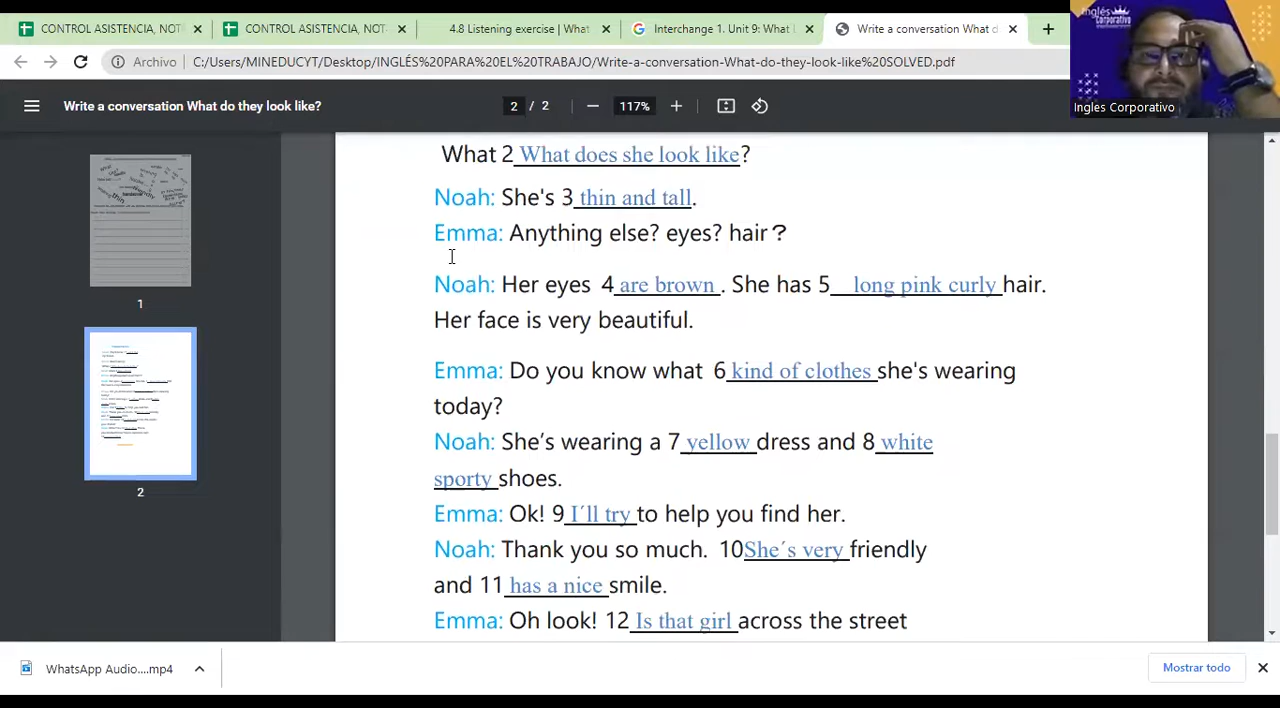 CONTROL ASISTENCIA, NOT
CONTROL ASISTENCIA, NOT
4.8 Listening exercise | What
Interchange 1. Unit 9: What
Write a conversation What d
Archivo
C:/Users/MINEDUCYT/Desktop/INGLÉS%20PARA%20EL%20TRABAJO/Write-a-conversation-What-do-they-look-like%20SOLVED.pdf
Inglés Corporativo
Ingles Corporativo
Write a conversation What do they look like?
2 / 2
117%
1
2
What 2 What does she look like?
Noah: She's 3 thin and tall.
Emma: Anything else? eyes? hair?
Noah: Her eyes 4 are brown . She has 5 long pink curly hair.
Her face is very beautiful.
Emma: Do you know what 6 kind of clothes she's wearing
today?
Noah: She's wearing a 7 yellow dress and 8 white
sporty shoes.
Emma: Ok! 9 I´ll try to help you find her.
Noah: Thank you so much. 10She´s very friendly
and 11 has a nice smile.
Emma: Oh look! 12 Is that girl across the street
WhatsApp Audio....mp4
Mostrar todo